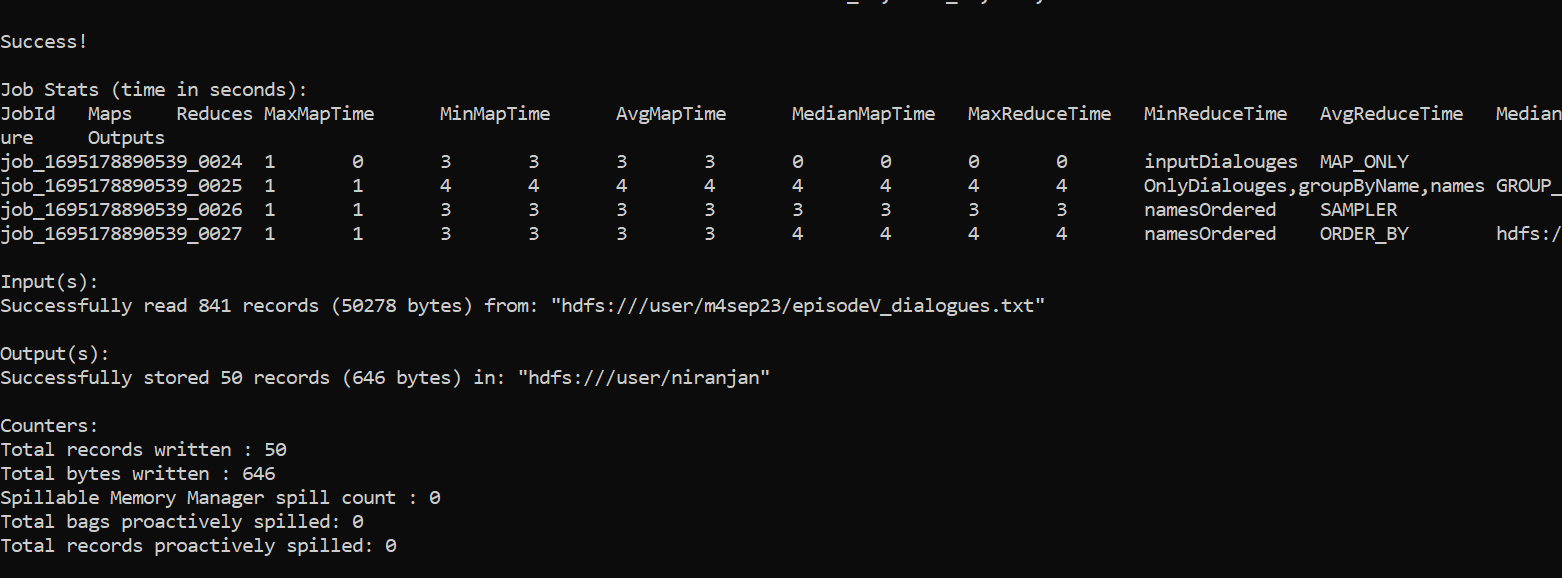 Success!
Job Stats (time in seconds):
JobId Maps Reduces MaxMapTime MinMapTime AvgMapTime MedianMapTime MaxReduceTime MinReduceTime AvgReduceTime Median
ure Outputs
job_1695178890539_0024 1 0 3 3 3 3 0 0 0 0 inputDialouges MAP_ONLY
job_1695178890539_0025 1 1 4 4 4 4 4 4 4 4 OnlyDialouges,groupByName,names GROUP_
job_1695178890539_0026 1 1 3 3 3 3 3 3 3 3 namesOrdered SAMPLER
job_1695178890539_0027 1 1 3 3 3 3 4 4 4 4 namesOrdered ORDER_BY hdfs:/
Input(s):
Successfully read 841 records (50278 bytes) from: "hdfs:///user/m4sep23/episodeV_dialogues.txt"
Output(s):
Successfully stored 50 records (646 bytes) in: "hdfs:///user/niranjan"
Counters:
Total records written : 50
Total bytes written : 646
Spillable Memory Manager spill count : 0
Total bags proactively spilled: 0
Total records proactively spilled: 0